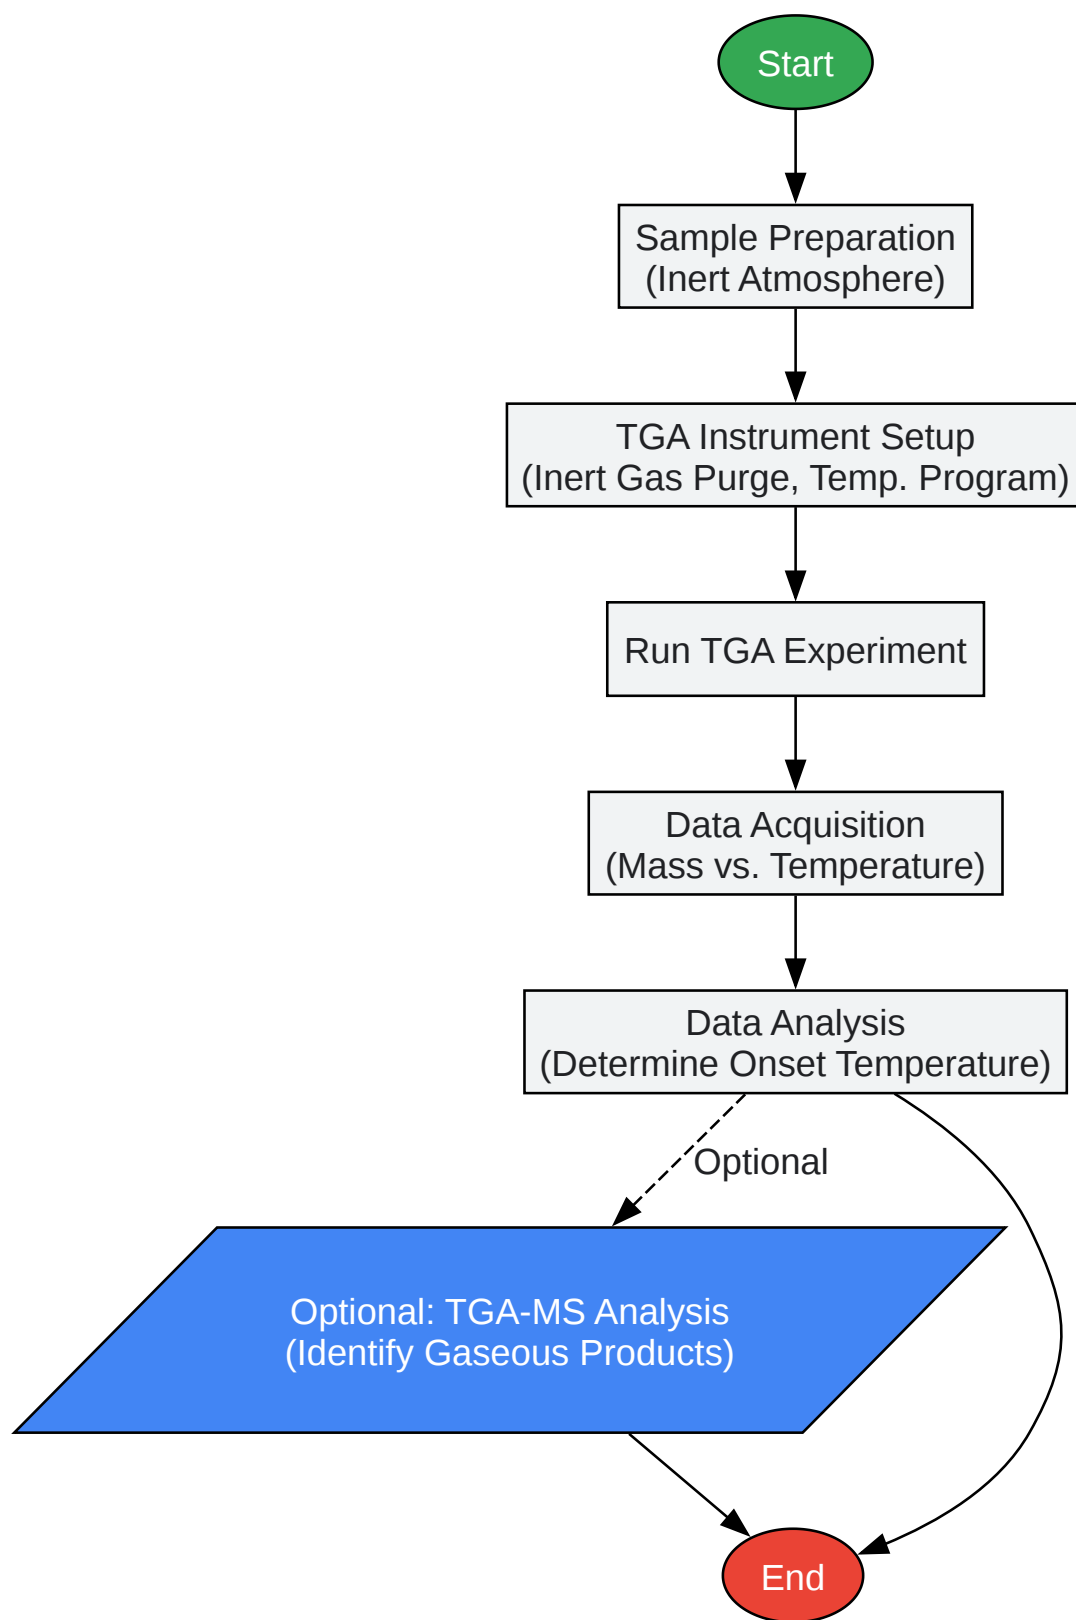 Start
Sample Preparation
(Inert Atmosphere)
TGA Instrument Setup
(Inert Gas Purge, Temp. Program)
Run TGA Experiment
Data Acquisition
(Mass vs. Temperature)
Data Analysis
(Determine Onset Temperature)
Optional
Optional: TGA-MS Analysis
(Identify Gaseous Products)
End